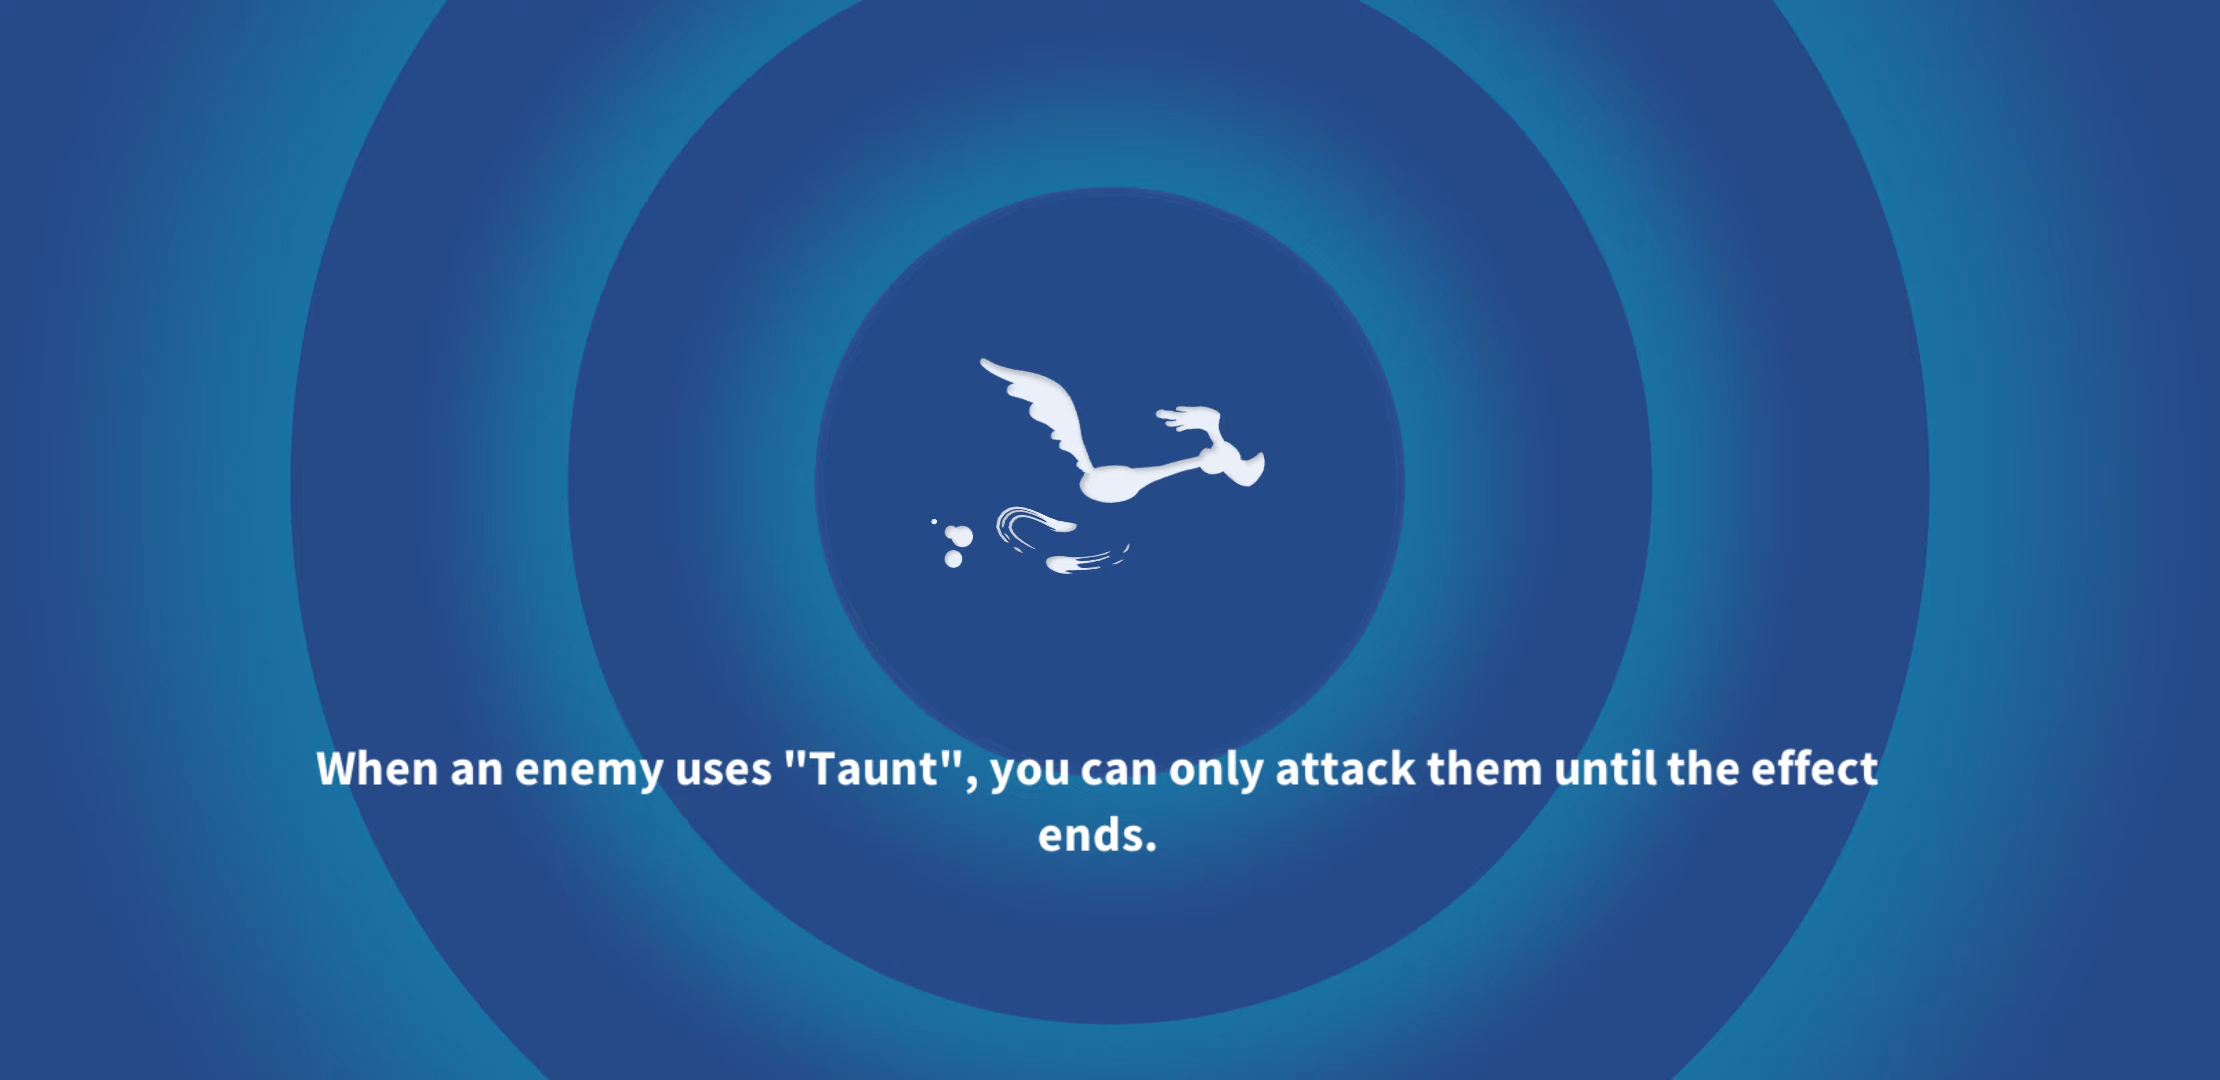 When an enemy uses "Taunt", you can only attack them until the effect
ends.